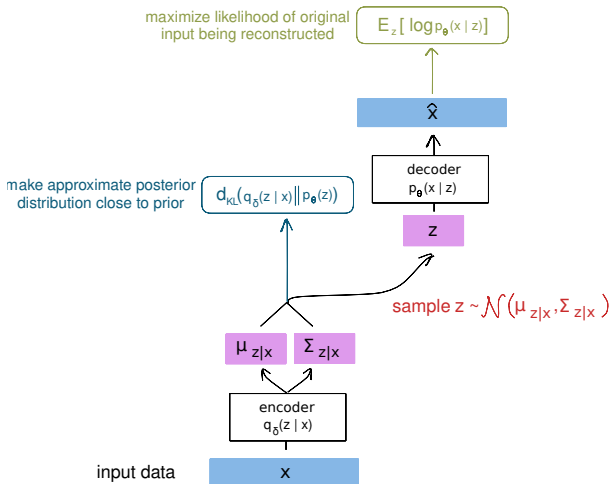 maximize likelihood of original
input being reconstructed
E_z [ log p_θ(x | z) ]
x̂
decoder
p_θ(x | z)
make approximate posterior
distribution close to prior
d_KL(q_δ(z | x) || p_θ(z))
z
sample z ~ 𝒩(μ_z|x, Σ_z|x)
μ_z|x
Σ_z|x
encoder
q_δ(z | x)
input data
x